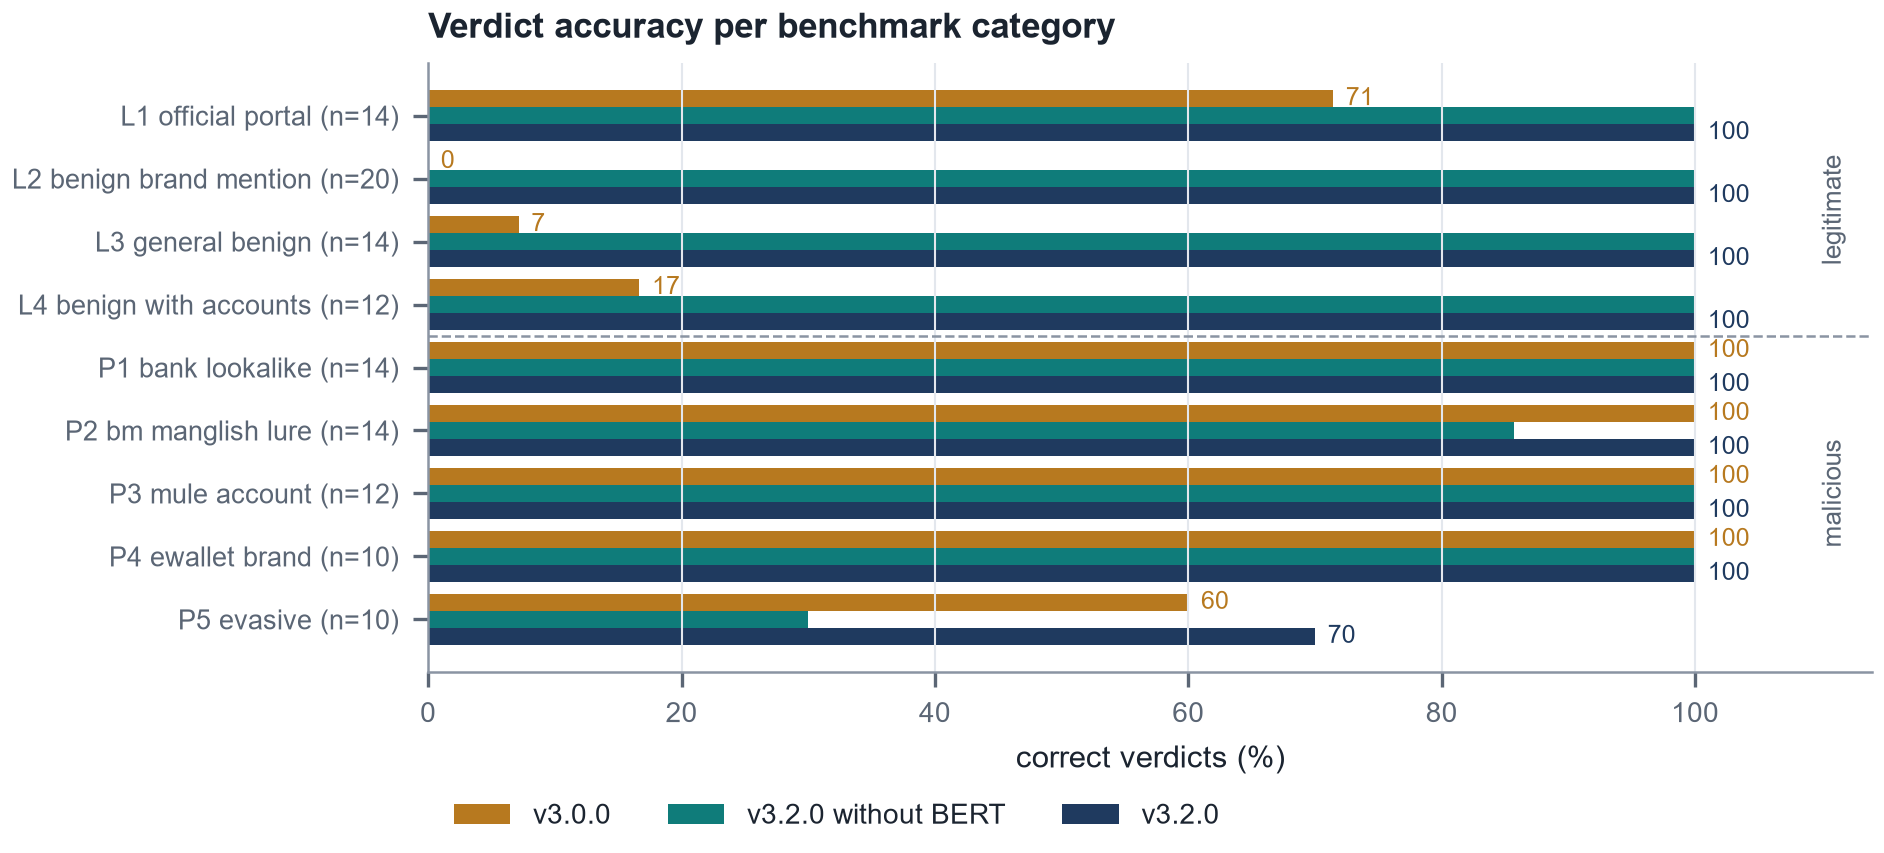 Verdict accuracy per benchmark category
L1 official portal (n=14)
71
100
L2 benign brand mention (n=20)
0
100
L3 general benign (n=14)
7
100
L4 benign with accounts (n=12)
17
100
legitimate
P1 bank lookalike (n=14)
100
100
P2 bm manglish lure (n=14)
100
100
P3 mule account (n=12)
100
100
P4 ewallet brand (n=10)
100
100
P5 evasive (n=10)
60
70
malicious
0 20 40 60 80 100
correct verdicts (%)
v3.0.0 v3.2.0 without BERT v3.2.0